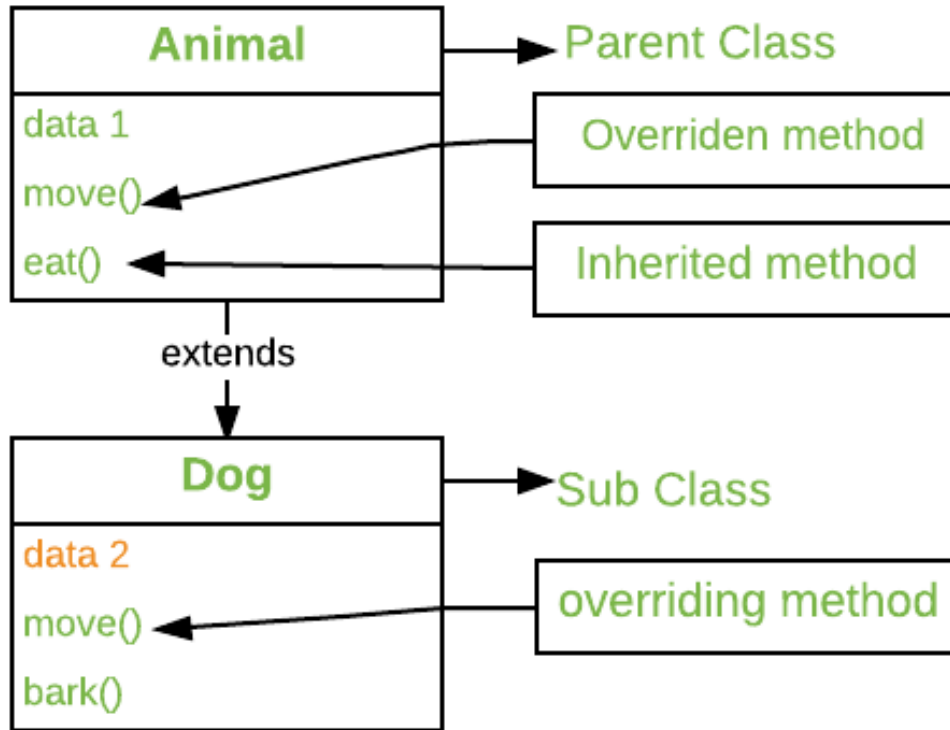 Animal
Parent Class
data 1
Overriden method
move()
eat()
Inherited method
extends
Dog
Sub Class
data 2
overriding method
move()
bark()